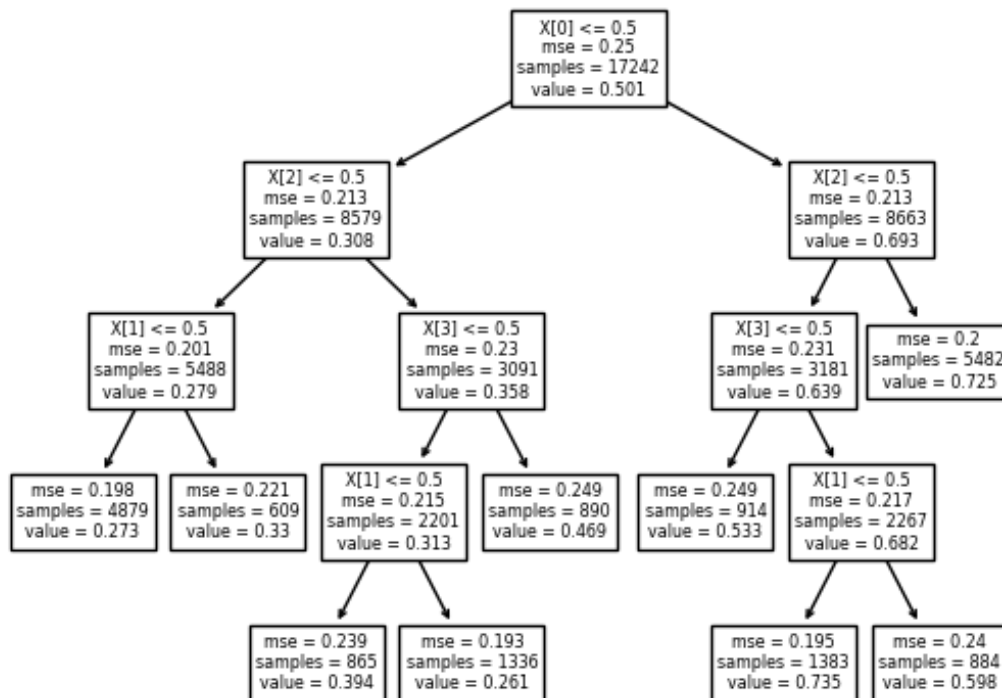 X[0] <= 0.5
mse = 0.25
samples = 17242
value = 0.501
X[2] <= 0.5
mse = 0.213
samples = 8579
value = 0.308
X[2] <= 0.5
mse = 0.213
samples = 8663
value = 0.693
X[1] <= 0.5
mse = 0.201
samples = 5488
value = 0.279
X[3] <= 0.5
mse = 0.23
samples = 3091
value = 0.358
X[3] <= 0.5
mse = 0.231
samples = 3181
value = 0.639
mse = 0.2
samples = 5482
value = 0.725
mse = 0.198
samples = 4879
value = 0.273
mse = 0.221
samples = 609
value = 0.33
X[1] <= 0.5
mse = 0.215
samples = 2201
value = 0.313
mse = 0.249
samples = 890
value = 0.469
mse = 0.249
samples = 914
value = 0.533
X[1] <= 0.5
mse = 0.217
samples = 2267
value = 0.682
mse = 0.239
samples = 865
value = 0.394
mse = 0.193
samples = 1336
value = 0.261
mse = 0.195
samples = 1383
value = 0.735
mse = 0.24
samples = 884
value = 0.598